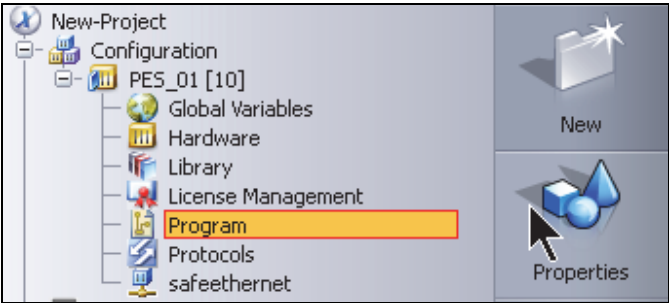 New-Project
Configuration
PES_01 [10]
Global Variables
Hardware
Library
License Management
Program
Protocols
safeethernet
New
Properties